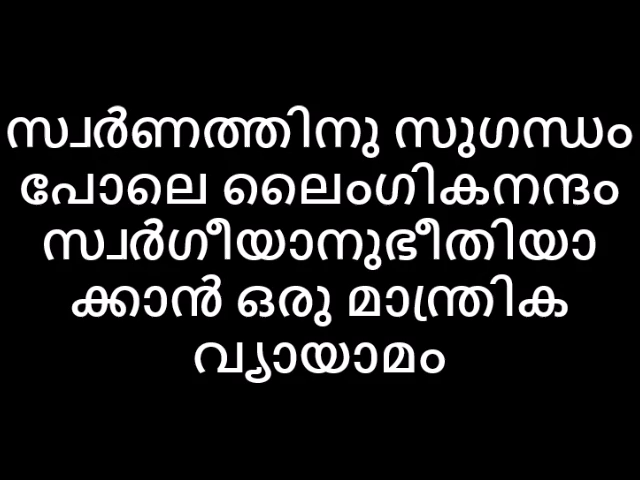 സ്വർണത്തിനു സുഗന്ധം
പോലെ ലൈംഗികനന്ദം
സ്വർഗീയാനുഭീതിയാ
ക്കാൻ ഒരു മാന്ത്രിക
വ്യായാമം